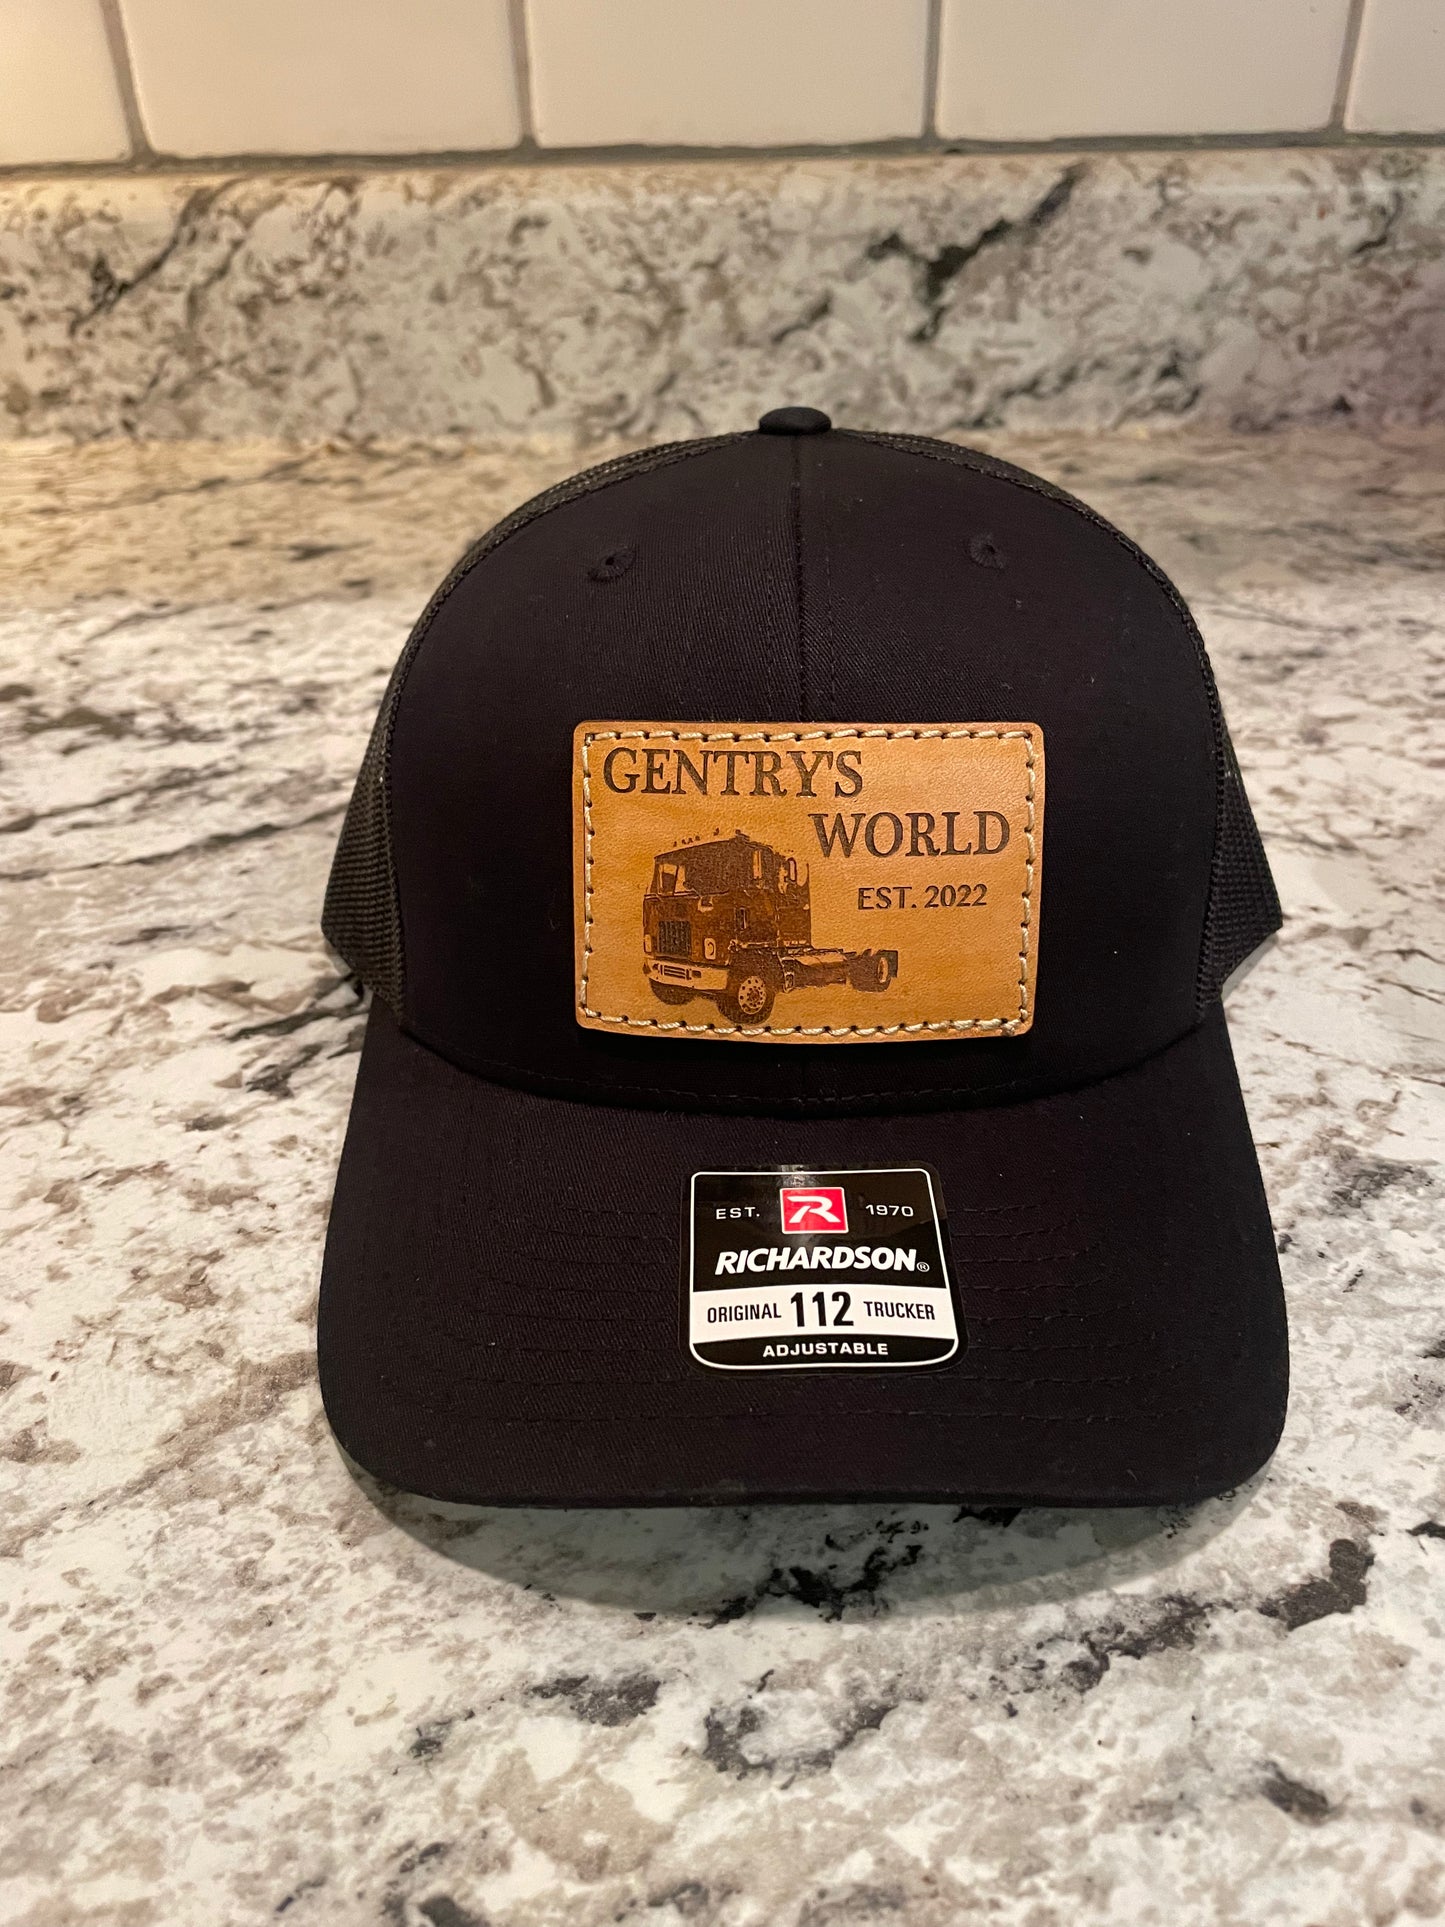 GENTRY'S
WORLD
EST. 2022
EST. R 1970
RICHARDSON®
ORIGINAL 112 TRUCKER
ADJUSTABLE